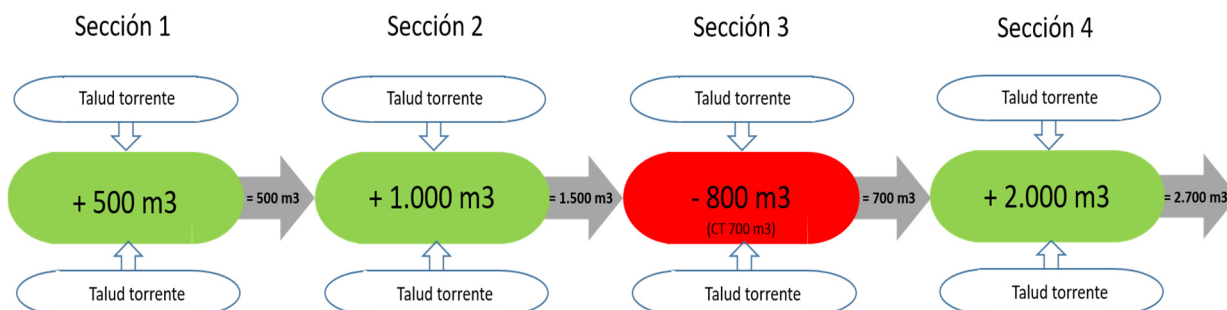 Sección 1
Sección 2
Sección 3
Sección 4
Talud torrente
Talud torrente
Talud torrente
Talud torrente
+ 500 m3
= 500 m3
+ 1.000 m3
= 1.500 m3
- 800 m3
(CT 700 m3)
= 700 m3
+ 2.000 m3
= 2.700 m3
Talud torrente
Talud torrente
Talud torrente
Talud torrente